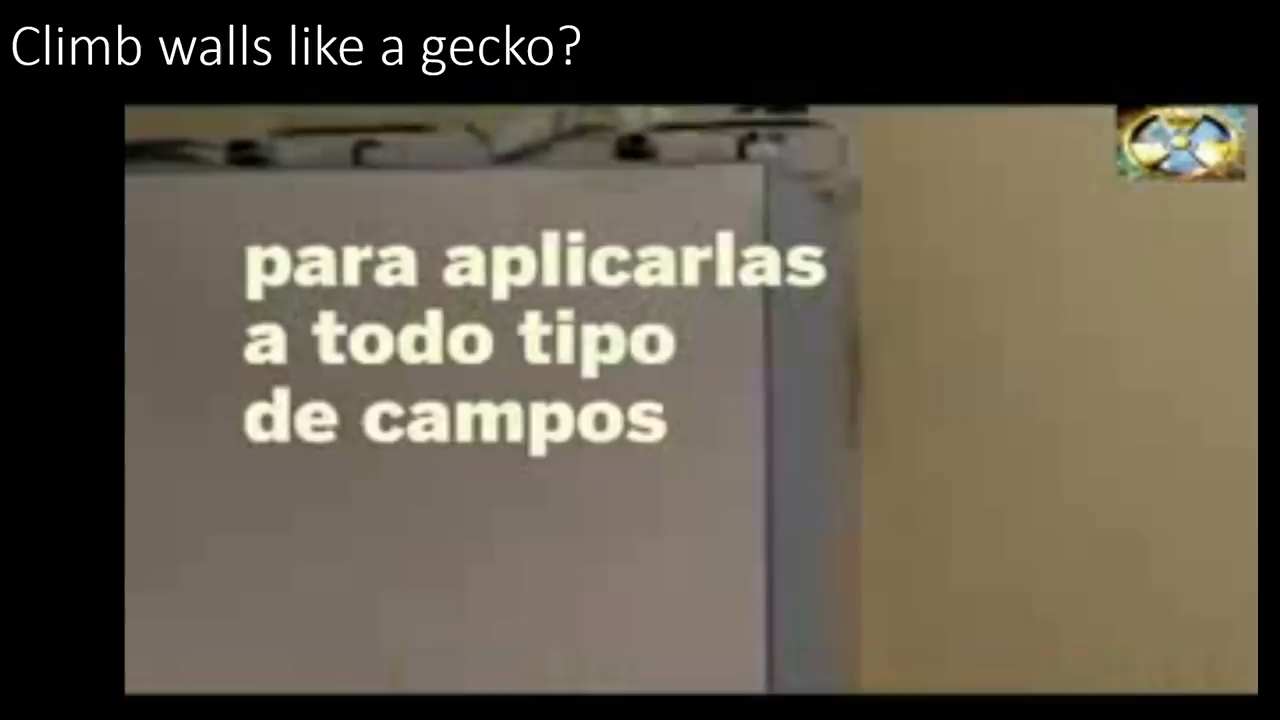 Climb walls like a gecko?
para aplicarlas
a todo tipo
de campos